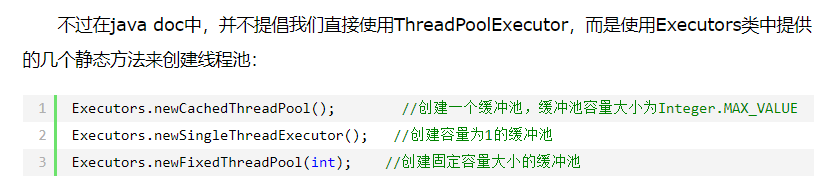 不过在java doc中，并不提倡我们直接使用ThreadPoolExecutor，而是使用Executors类中提供
的几个静态方法来创建线程池：
1 Executors.newCachedThreadPool(); //创建一个缓冲池，缓冲池容量大小为Integer.MAX_VALUE
2 Executors.newSingleThreadExecutor(); //创建容量为1的缓冲池
3 Executors.newFixedThreadPool(int); //创建固定容量大小的缓冲池